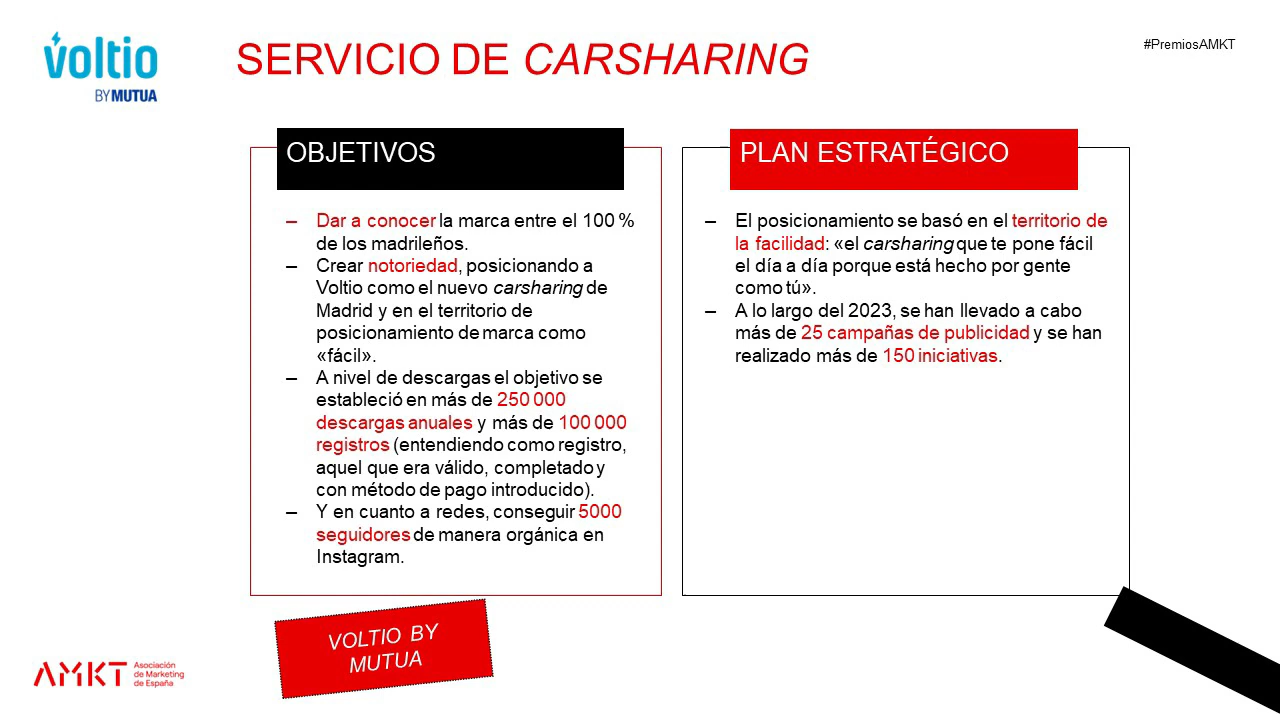 voltio
BY MUTUA
SERVICIO DE CARSHARING
#PremiosAMKT
OBJETIVOS
– Dar a conocer la marca entre el 100 %
de los madrileños.
– Crear notoriedad, posicionando a
Voltio como el nuevo carsharing de
Madrid y en el territorio de
posicionamiento de marca como
«fácil».
– A nivel de descargas el objetivo se
estableció en más de 250 000
descargas anuales y más de 100 000
registros (entendiendo como registro,
aquel que era válido, completado y
con método de pago introducido).
– Y en cuanto a redes, conseguir 5000
seguidores de manera orgánica en
Instagram.
PLAN ESTRATÉGICO
– El posicionamiento se basó en el territorio de
la facilidad: «el carsharing que te pone fácil
el día a día porque está hecho por gente
como tú».
– A lo largo del 2023, se han llevado a cabo
más de 25 campañas de publicidad y se han
realizado más de 150 iniciativas.
VOLTIO BY
MUTUA
AMKT
Asociación
de Marketing
de España